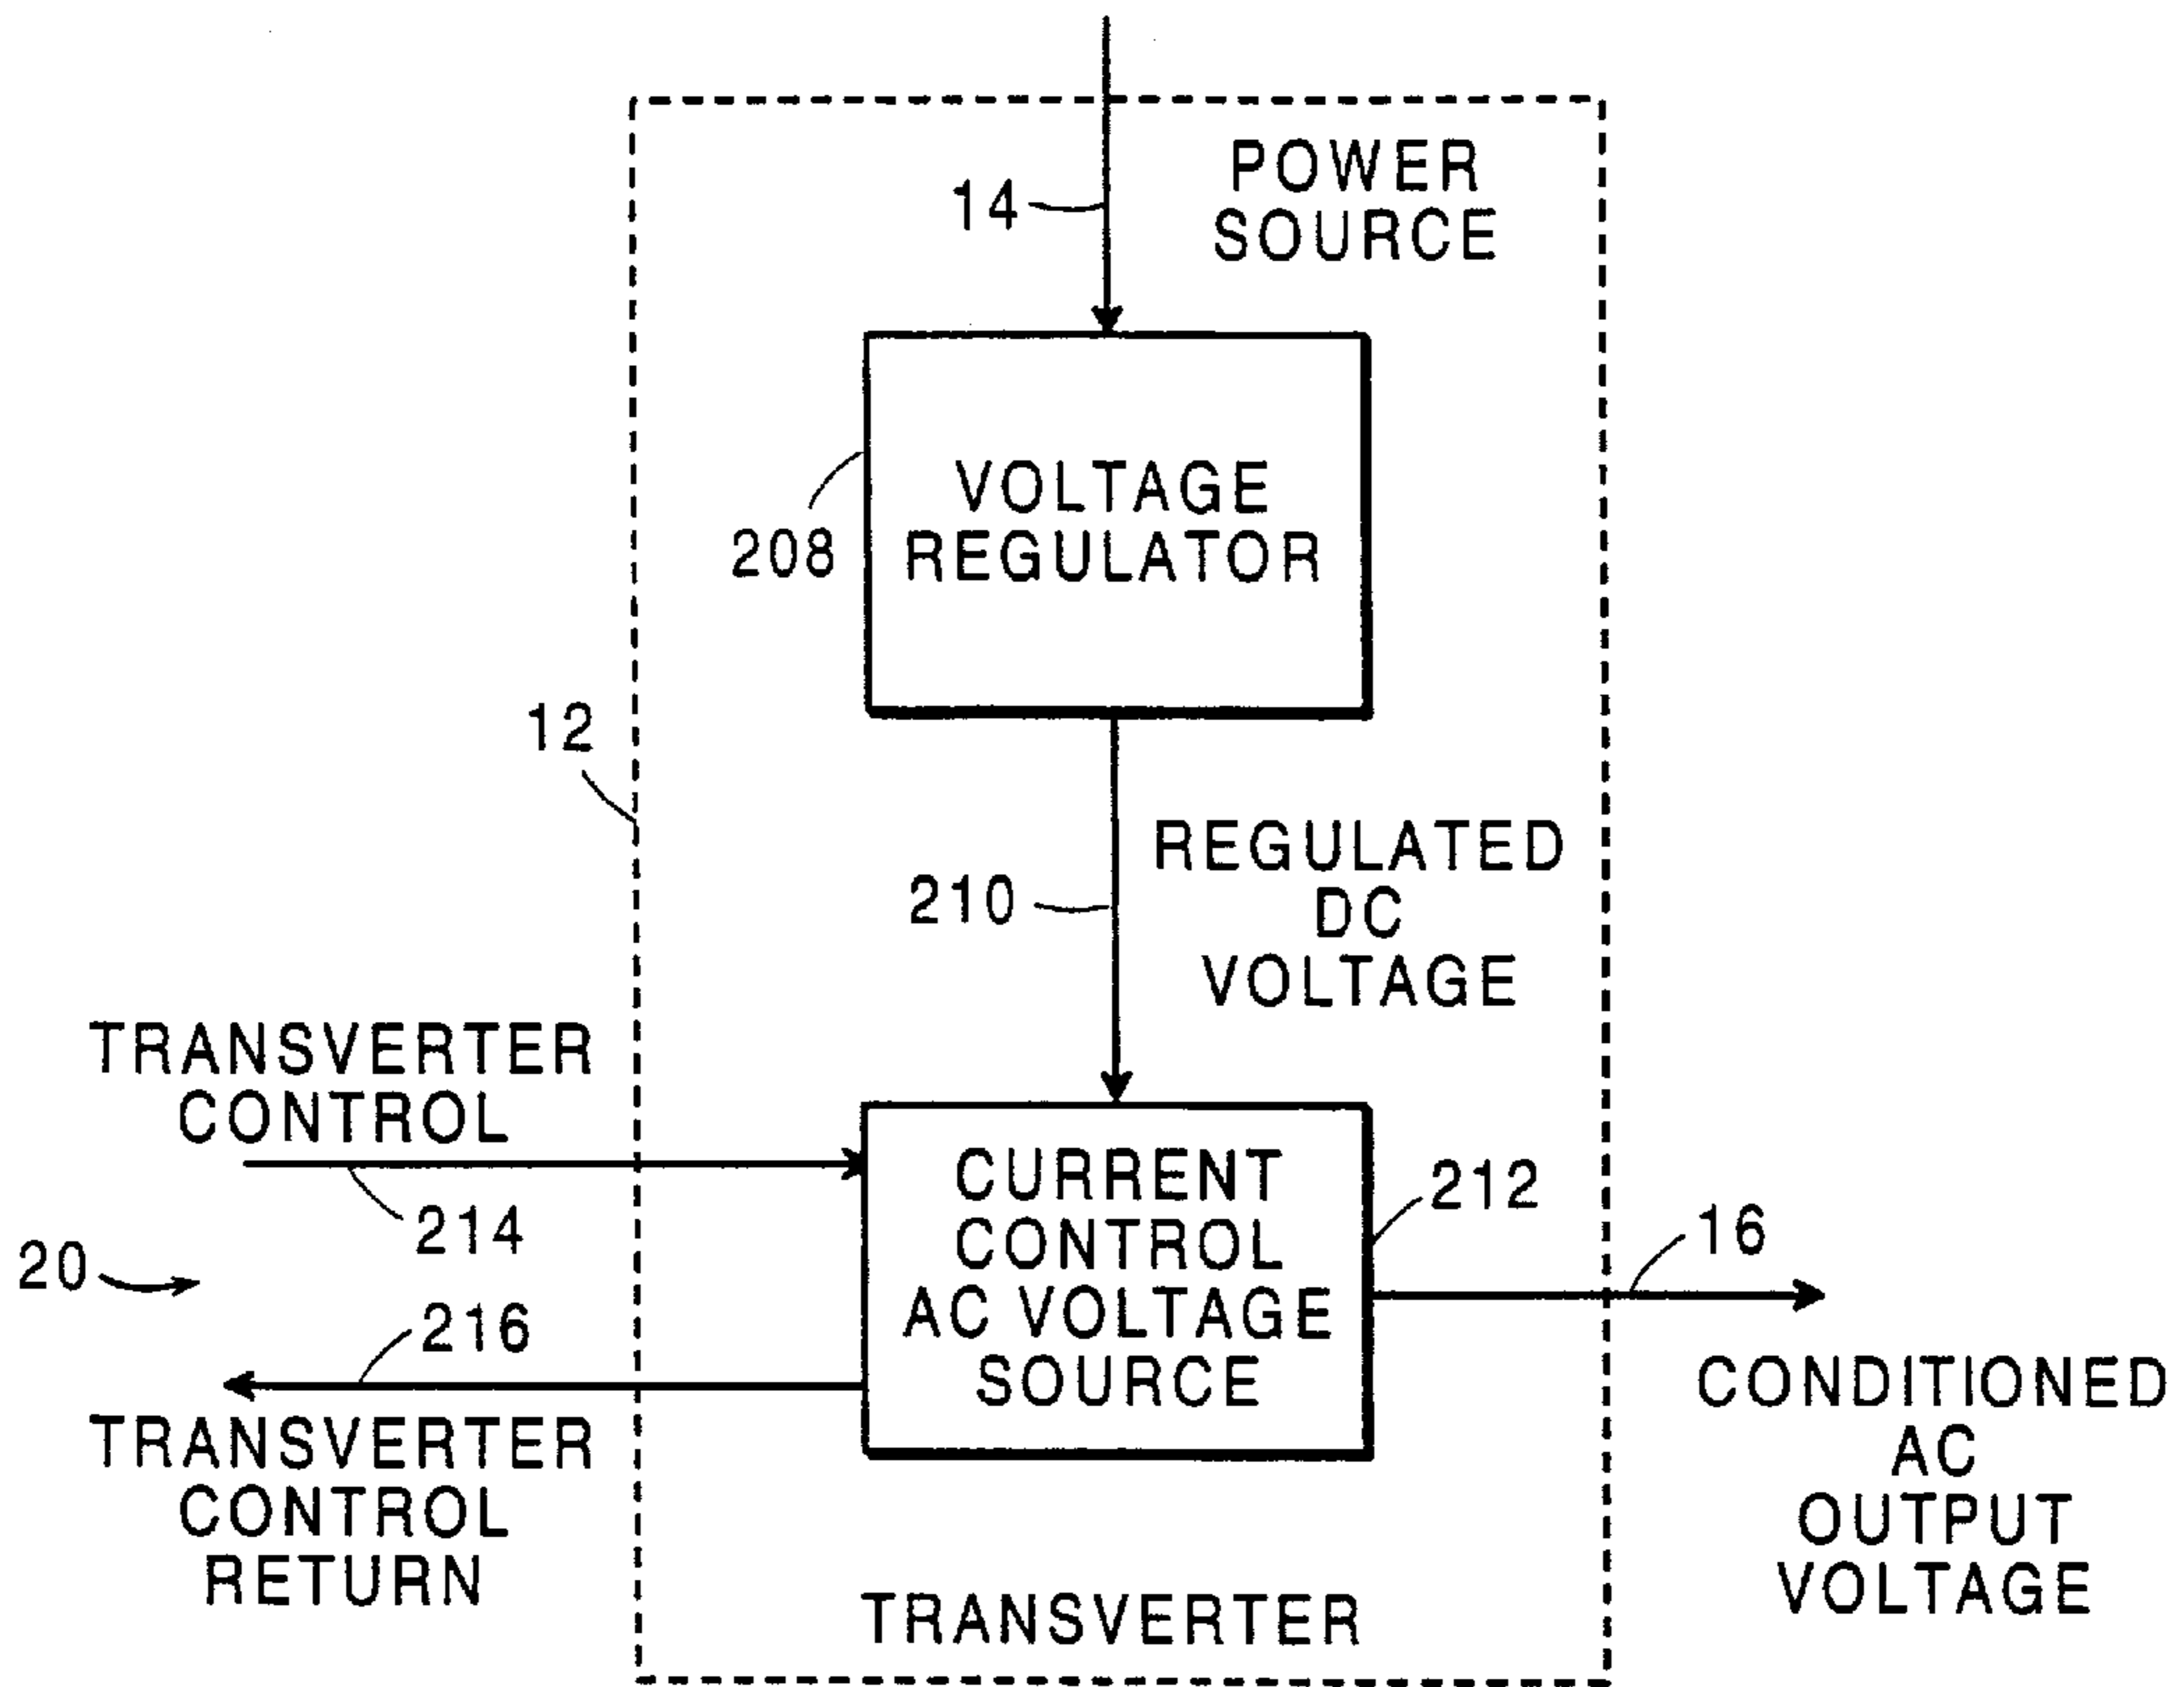 POWER
SOURCE
14
VOLTAGE
REGULATOR
208
12
REGULATED
DC
VOLTAGE
210
TRANSVERTER
CONTROL
214
20
216
TRANSVERTER
CONTROL
RETURN
CURRENT
CONTROL
AC VOLTAGE
SOURCE
212
16
CONDITIONED
AC
OUTPUT
VOLTAGE
TRANSVERTER